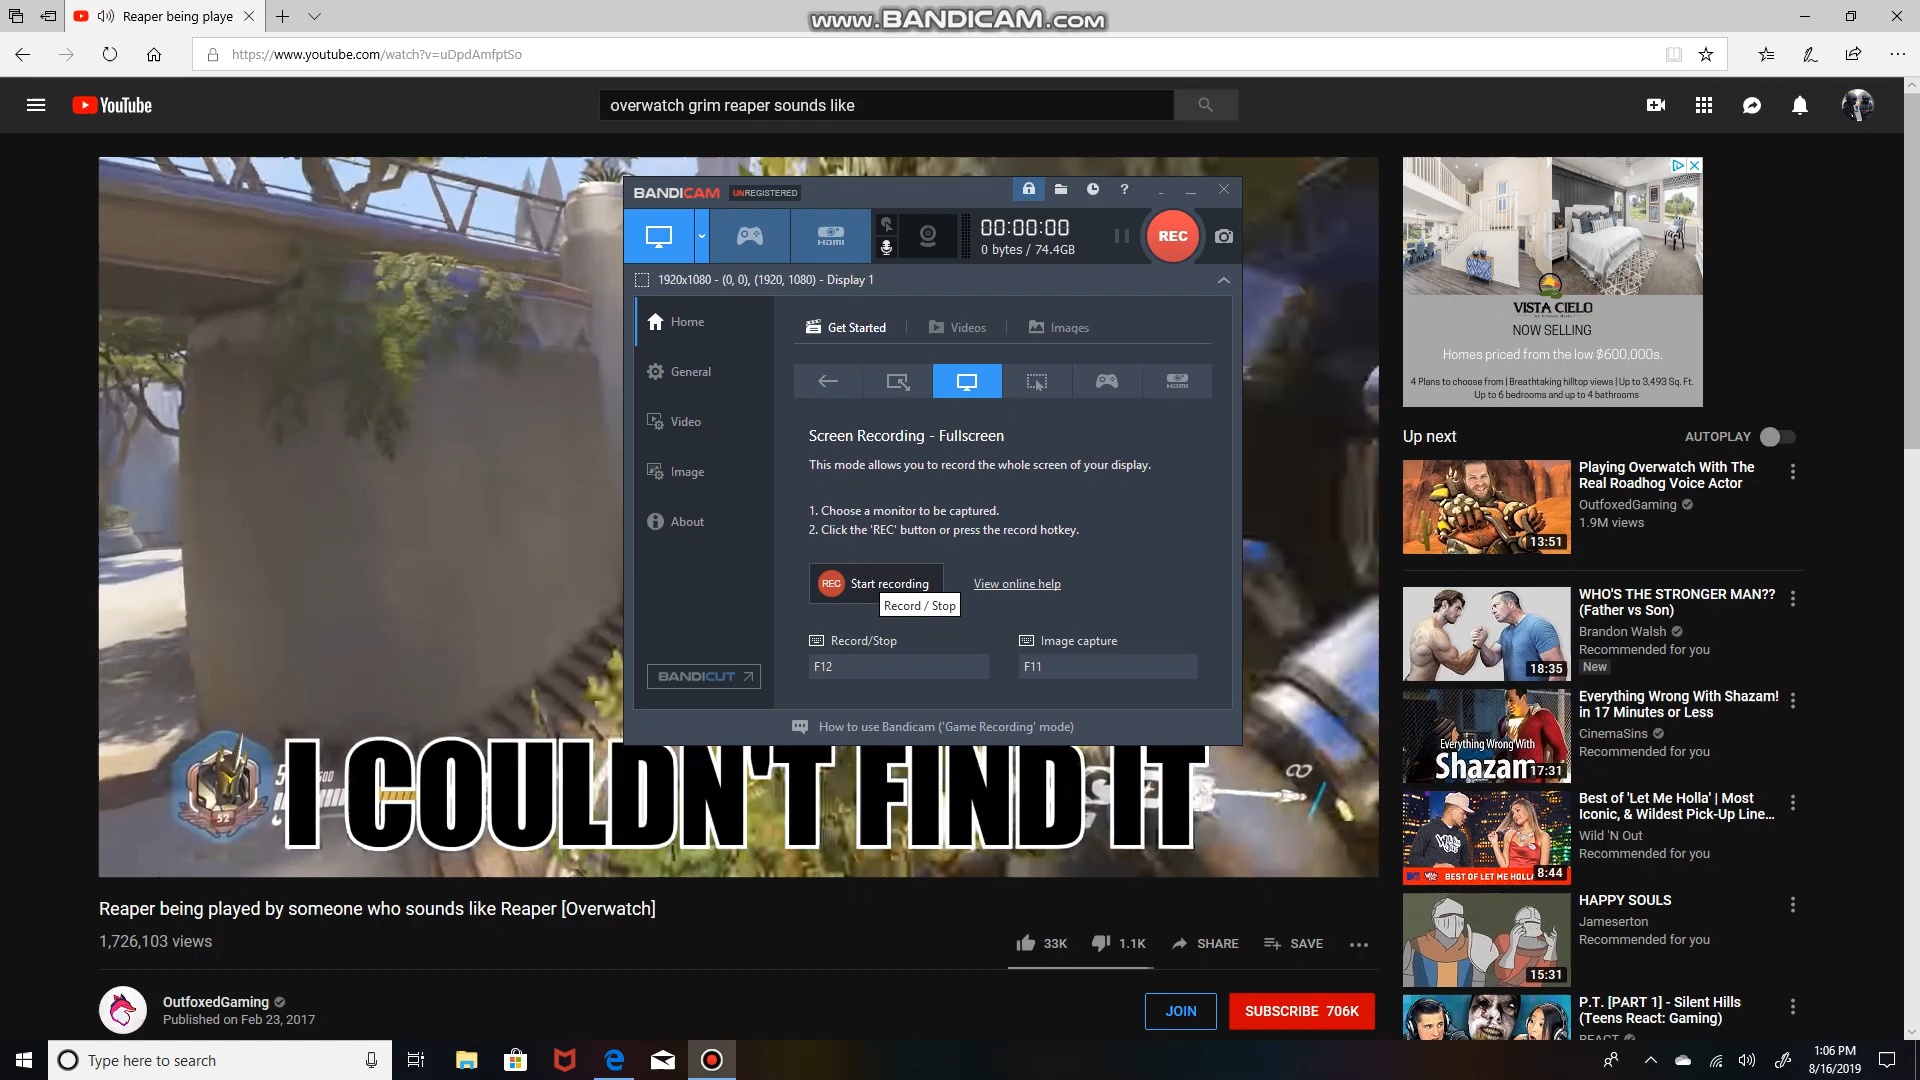 Reaper being playe
www.BANDICAM.com
https://www.youtube.com/watch?v=uDpdAmfptSo
YouTube
overwatch grim reaper sounds like
BANDICAM UNREGISTERED
HDMI
00:00:00
0 bytes / 74.4GB
REC
1920x1080 - (0, 0), (1920, 1080) - Display 1
Home
General
Video
Image
About
BANDICUT
Get Started
Videos
Images
HDMI
Screen Recording - Fullscreen
This mode allows you to record the whole screen of your display.
1. Choose a monitor to be captured.
2. Click the 'REC' button or press the record hotkey.
REC Start recording
View online help
Record / Stop
Record/Stop
Image capture
F12
F11
How to use Bandicam ('Game Recording' mode)
52
I COULDN'T FIND IT
Reaper being played by someone who sounds like Reaper [Overwatch]
1,726,103 views
33K
1.1K
SHARE
SAVE
OutfoxedGaming
Published on Feb 23, 2017
JOIN
SUBSCRIBE 706K
VISTA CIELO
NOW SELLING
Homes priced from the low $600,000s.
4 Plans to choose from | Breathtaking hilltop views | Up to 3,493 Sq. Ft.
Up to 6 bedrooms and up to 4 bathrooms
Up next
AUTOPLAY
Playing Overwatch With The
Real Roadhog Voice Actor
OutfoxedGaming
1.9M views
13:51
WHO'S THE STRONGER MAN??
(Father vs Son)
Brandon Walsh
Recommended for you
New
18:35
Everything Wrong With Shazam!
in 17 Minutes or Less
CinemaSins
Recommended for you
Everything Wrong With
Shazam
17:31
Best of 'Let Me Holla' | Most
Iconic, & Wildest Pick-Up Line...
Wild 'N Out
Recommended for you
BEST OF LET ME HOLLA
8:44
HAPPY SOULS
Jameserton
Recommended for you
15:31
P.T. [PART 1] - Silent Hills
(Teens React: Gaming)
REACT
Type here to search
1:06 PM
8/16/2019